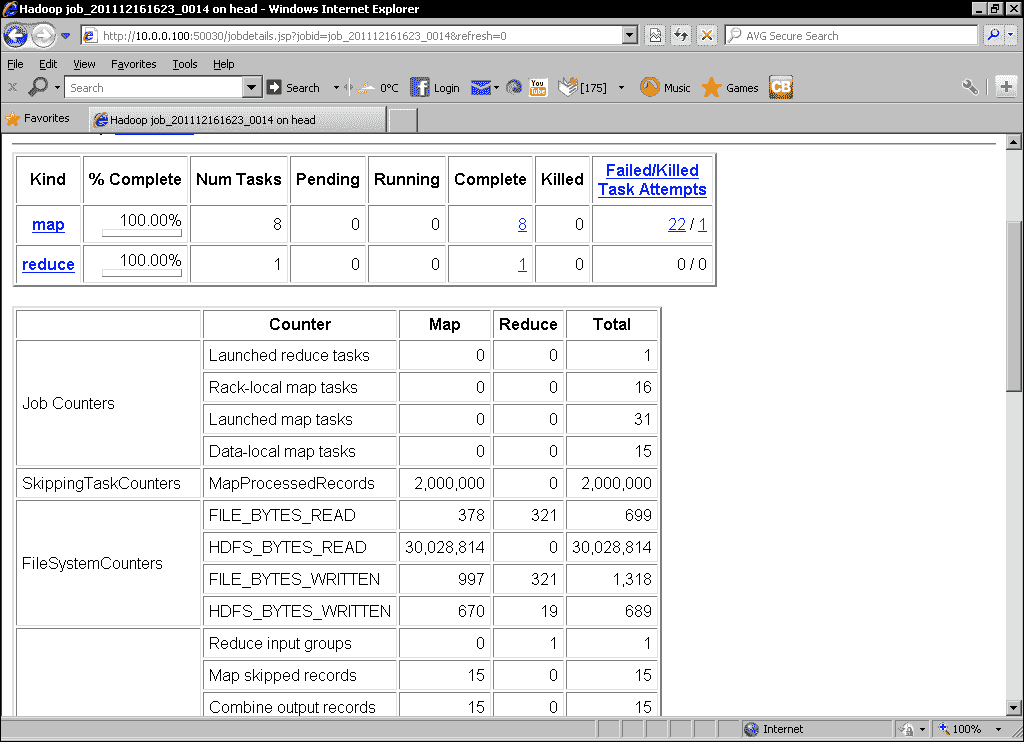 Hadoop job_201112161623_0014 on head - Windows Internet Explorer
http://10.0.0.100:50030/jobdetails.jsp?jobid=job_201112161623_0014&refresh=0 AVG Secure Search
File Edit View Favorites Tools Help
Search Search 0°C Login You Tube [175] Music Games CB
Favorites Hadoop job_201112161623_0014 on head
Kind % Complete Num Tasks Pending Running Complete Killed Failed/Killed Task Attempts
map 100.00% 8 0 0 8 0 22 / 1
reduce 100.00% 1 0 0 1 0 0 / 0
Counter Map Reduce Total
Job Counters
Launched reduce tasks 0 0 1
Rack-local map tasks 0 0 16
Launched map tasks 0 0 31
Data-local map tasks 0 0 15
SkippingTaskCounters MapProcessedRecords 2,000,000 0 2,000,000
FileSystemCounters
FILE_BYTES_READ 378 321 699
HDFS_BYTES_READ 30,028,814 0 30,028,814
FILE_BYTES_WRITTEN 997 321 1,318
HDFS_BYTES_WRITTEN 670 19 689
Reduce input groups 0 1 1
Map skipped records 15 0 15
Combine output records 15 0 15
Internet 100%